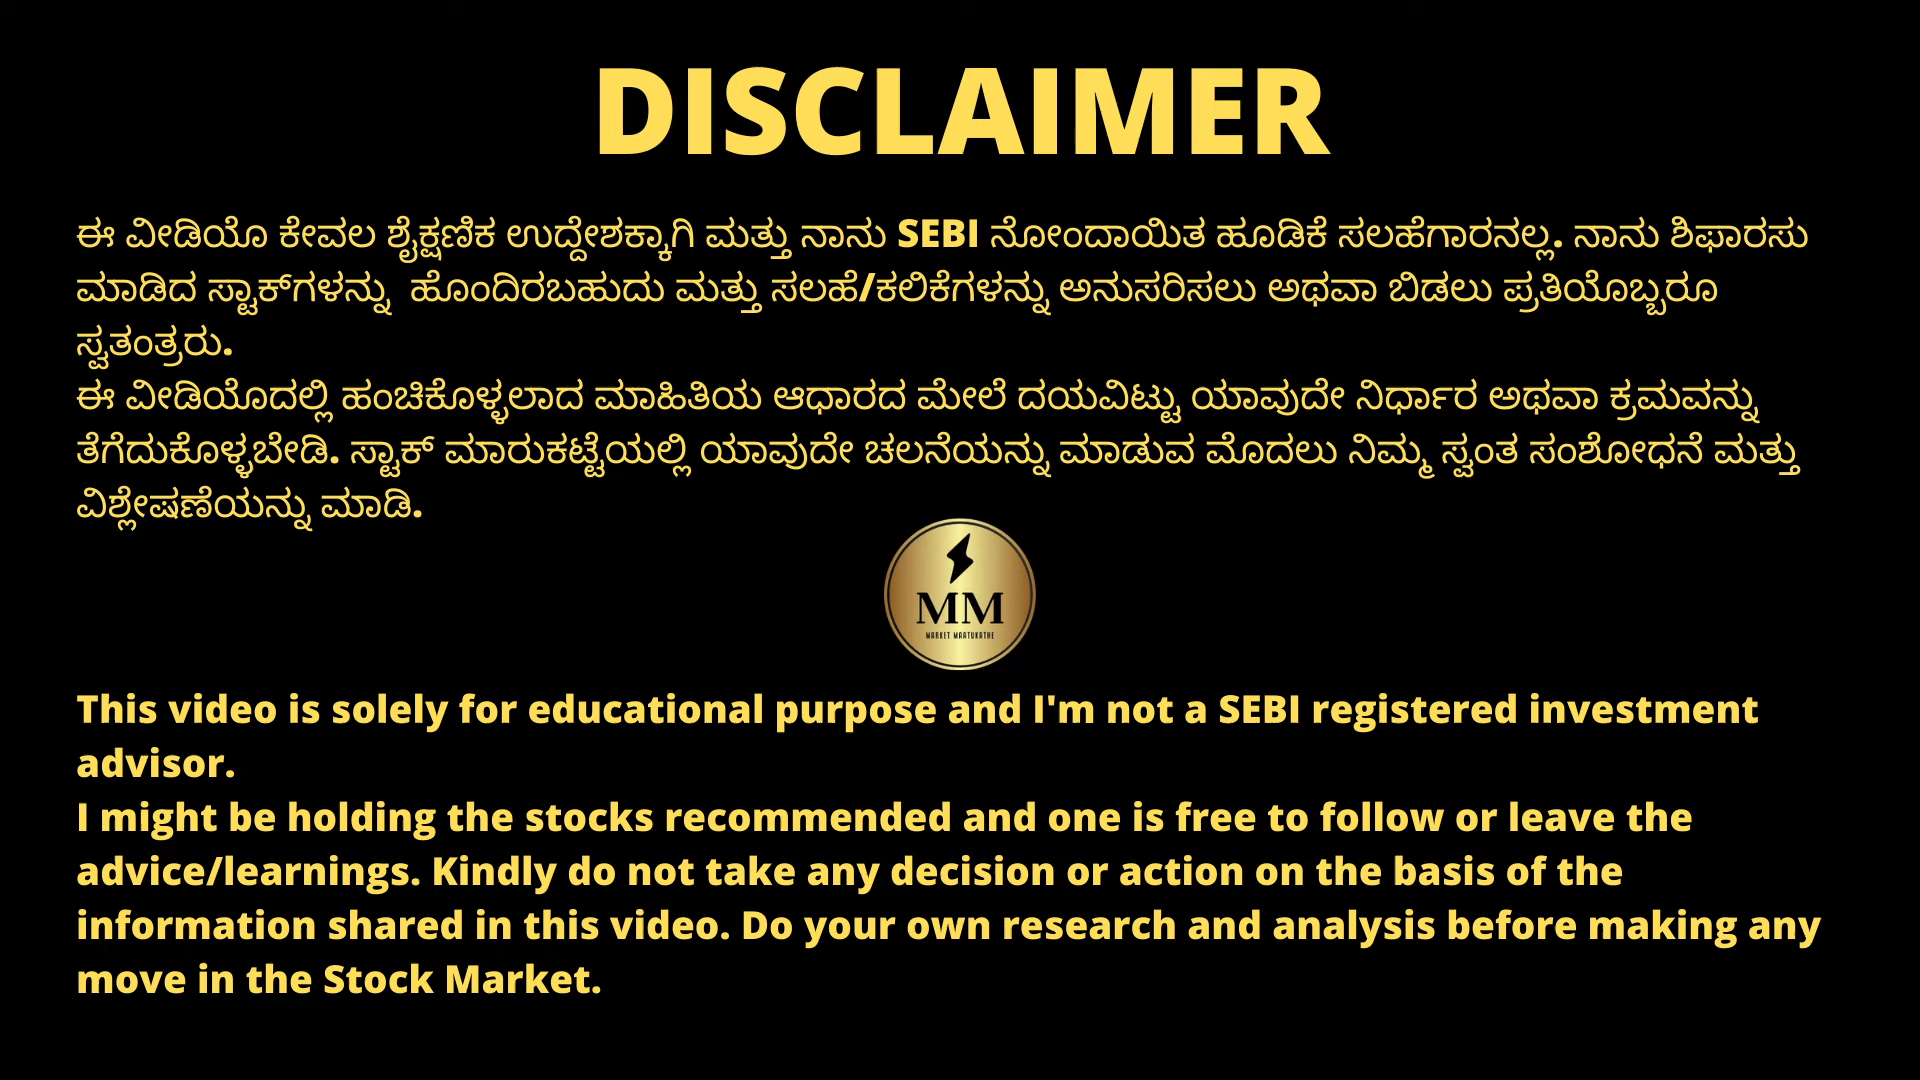 DISCLAIMER
ಈ ವೀಡಿಯೊ ಕೇವಲ ಶೈಕ್ಷಣಿಕ ಉದ್ದೇಶಕ್ಕಾಗಿ ಮತ್ತು ನಾನು SEBI ನೋಂದಾಯಿತ ಹೂಡಿಕೆ ಸಲಹೆಗಾರನಲ್ಲ. ನಾನು ಶಿಫಾರಸು
ಮಾಡಿದ ಸ್ಟಾಕ್‌ಗಳನ್ನು ಹೊಂದಿರಬಹುದು ಮತ್ತು ಸಲಹೆ/ಕಲಿಕೆಗಳನ್ನು ಅನುಸರಿಸಲು ಅಥವಾ ಬಿಡಲು ಪ್ರತಿಯೊಬ್ಬರೂ
ಸ್ವತಂತ್ರರು.
ಈ ವೀಡಿಯೊದಲ್ಲಿ ಹಂಚಿಕೊಳ್ಳಲಾದ ಮಾಹಿತಿಯ ಆಧಾರದ ಮೇಲೆ ದಯವಿಟ್ಟು ಯಾವುದೇ ನಿರ್ಧಾರ ಅಥವಾ ಕ್ರಮವನ್ನು
ತೆಗೆದುಕೊಳ್ಳಬೇಡಿ. ಸ್ಟಾಕ್ ಮಾರುಕಟ್ಟೆಯಲ್ಲಿ ಯಾವುದೇ ಚಲನೆಯನ್ನು ಮಾಡುವ ಮೊದಲು ನಿಮ್ಮ ಸ್ವಂತ ಸಂಶೋಧನೆ ಮತ್ತು
ವಿಶ್ಲೇಷಣೆಯನ್ನು ಮಾಡಿ.
MM
MARKET MAATUKATHE
This video is solely for educational purpose and I'm not a SEBI registered investment
advisor.
I might be holding the stocks recommended and one is free to follow or leave the
advice/learnings. Kindly do not take any decision or action on the basis of the
information shared in this video. Do your own research and analysis before making any
move in the Stock Market.